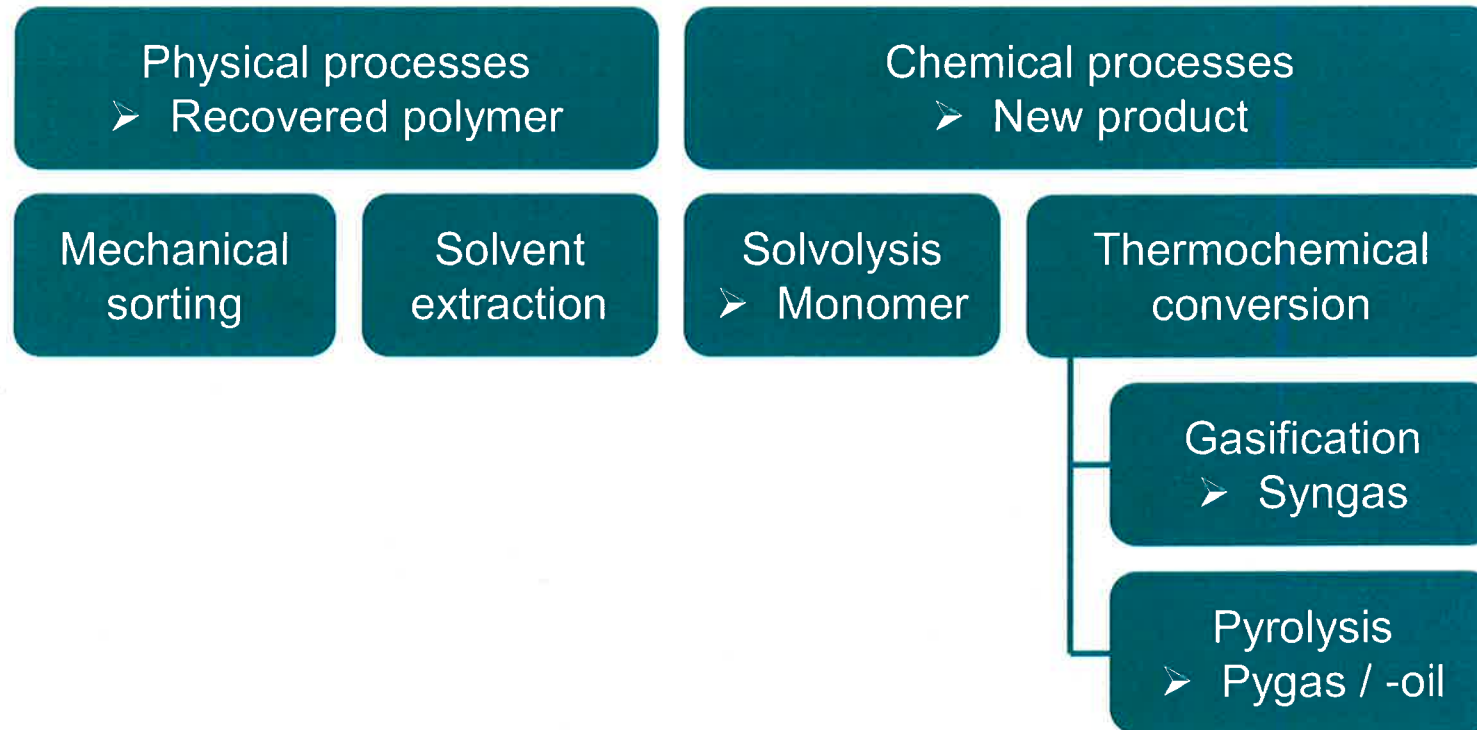 Physical processes
➢ Recovered polymer
Chemical processes
➢ New product
Mechanical
sorting
Solvent
extraction
Solvolysis
➢ Monomer
Thermochemical
conversion
Gasification
➢ Syngas
Pyrolysis
➢ Pygas / -oil